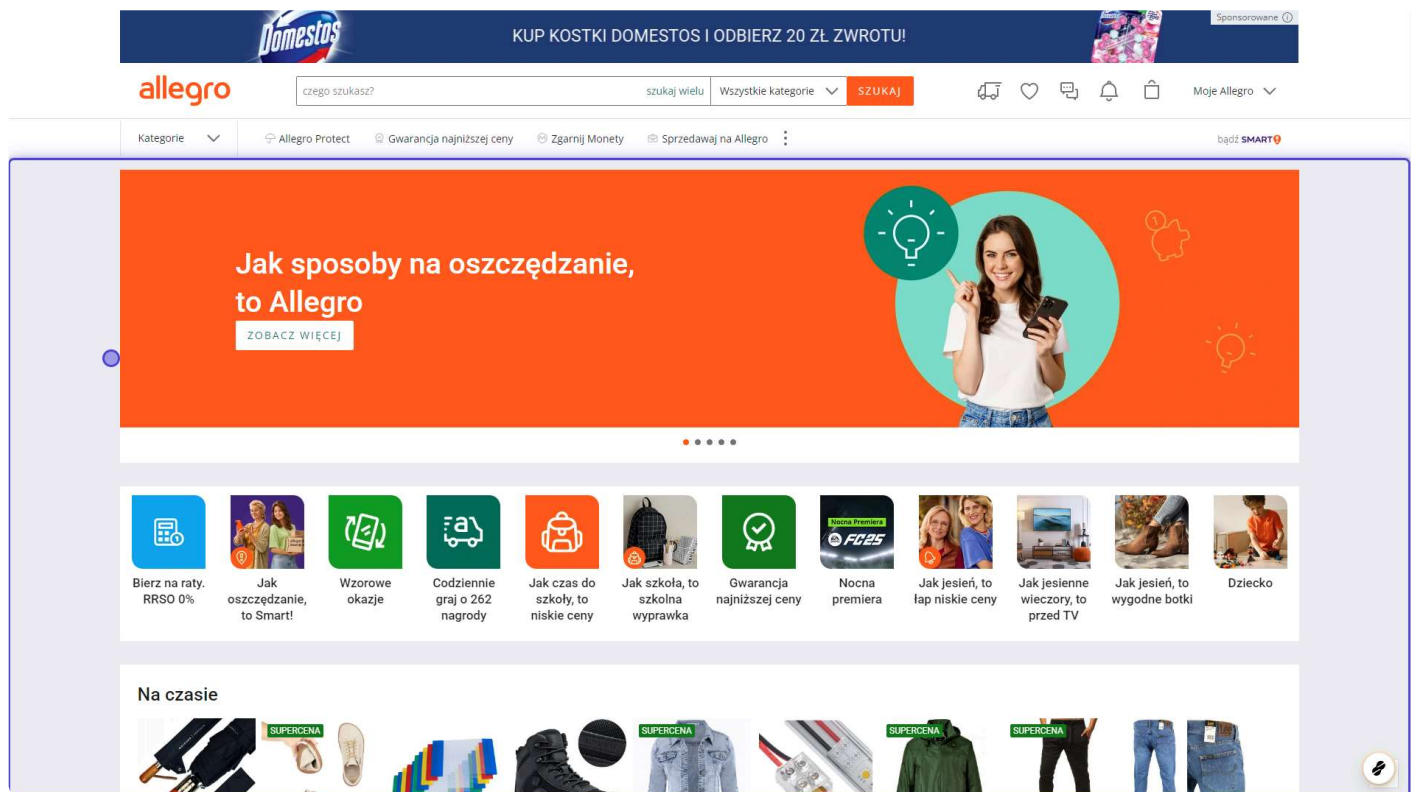 Domestos
KUP KOSTKI DOMESTOS I ODBIERZ 20 ZŁ ZWROTU!
Sponsorowane
allegro
czego szukasz?
szukaj wielu
Wszystkie kategorie
SZUKAJ
Moje Allegro
Kategorie
Allegro Protect
Gwarancja najniższej ceny
Zgarnij Monety
Sprzedawaj na Allegro
bądź SMART!
Jak sposoby na oszczędzanie,
to Allegro
ZOBACZ WIĘCEJ
Bierz na raty.
RRSO 0%
Jak
oszczędzanie,
to Smart!
Wzorowe
okazje
Codziennie
graj o 262
nagrody
Jak czas do
szkoły, to
niskie ceny
Jak szkoła, to
szkolna
wyprawka
Gwarancja
najniższej ceny
Nocna Premiera
FC25
Nocna
premiera
Jak jesień, to
łap niskie ceny
Jak jesienne
wieczory, to
przed TV
Jak jesień, to
wygodne botki
Dziecko
Na czasie
SUPERCENA
SUPERCENA
SUPERCENA
SUPERCENA